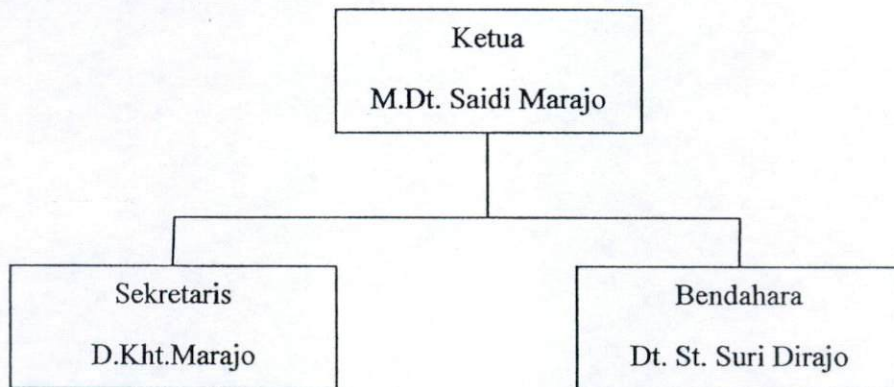 Ketua
M.Dt. Saidi Marajo
Sekretaris
D.Kht.Marajo
Bendahara
Dt. St. Suri Dirajo